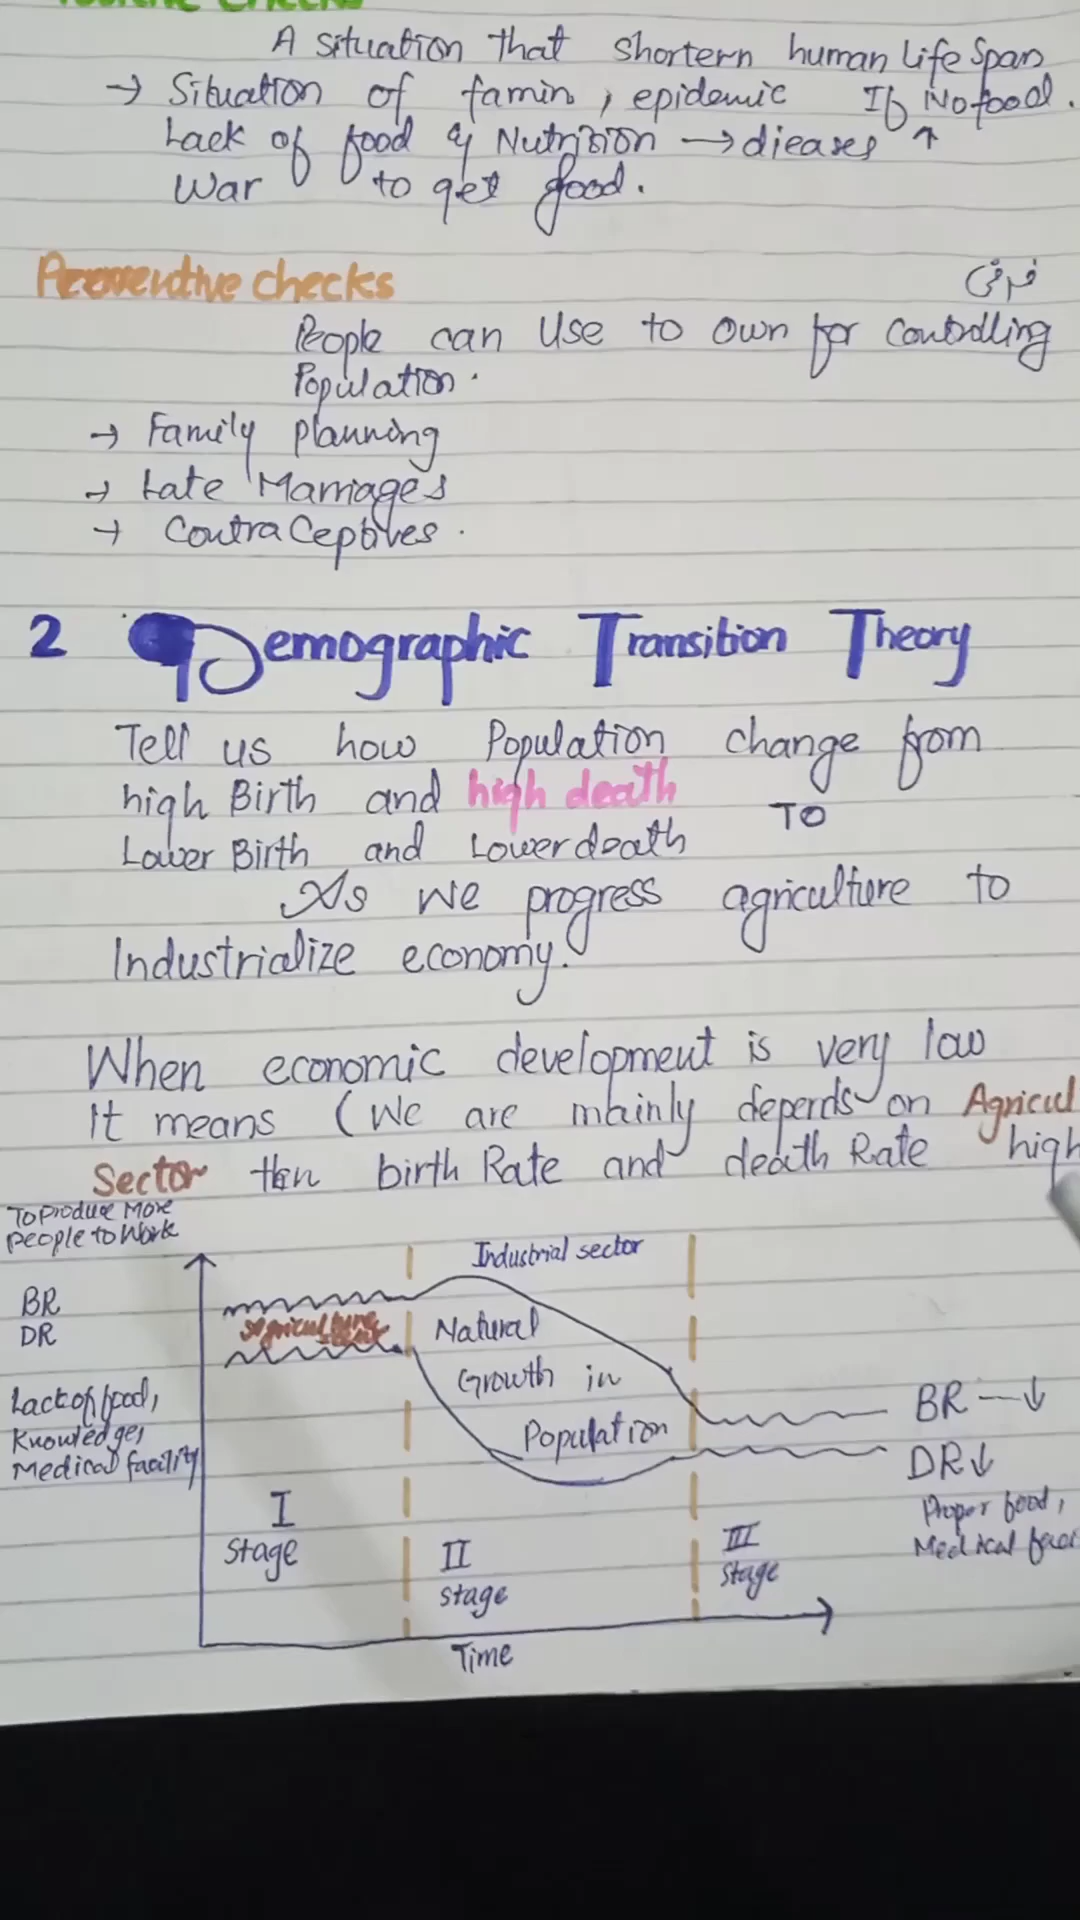 A situation that shortern human Life Span
→ Situation of famin, epidemic If No food.
Lack of food & Nutrition → dieases ↑
War to get food.
Preventive checks
People can Use to own for Controlling
Population.
→ Family Planning
→ Late Marriages
→ ContraCeptives.
2 Demographic Transition Theory
Tell us how Population change from
high Birth and high death TO
Lower Birth and Lower death
As we progress agriculture to
Industrialize economy.
When economic development is very low
It means (We are mainly depends on Agricul
Sector then birth Rate and death Rate high
To Produce More
People to Work
Industrial sector
BR
DR
Natural
Growth in
Population
Lack of food,
Knowledge,
Medical facility
BR → ↓
DR ↓
Proper food,
Medical faci
I
Stage
II
stage
III
stage
Time